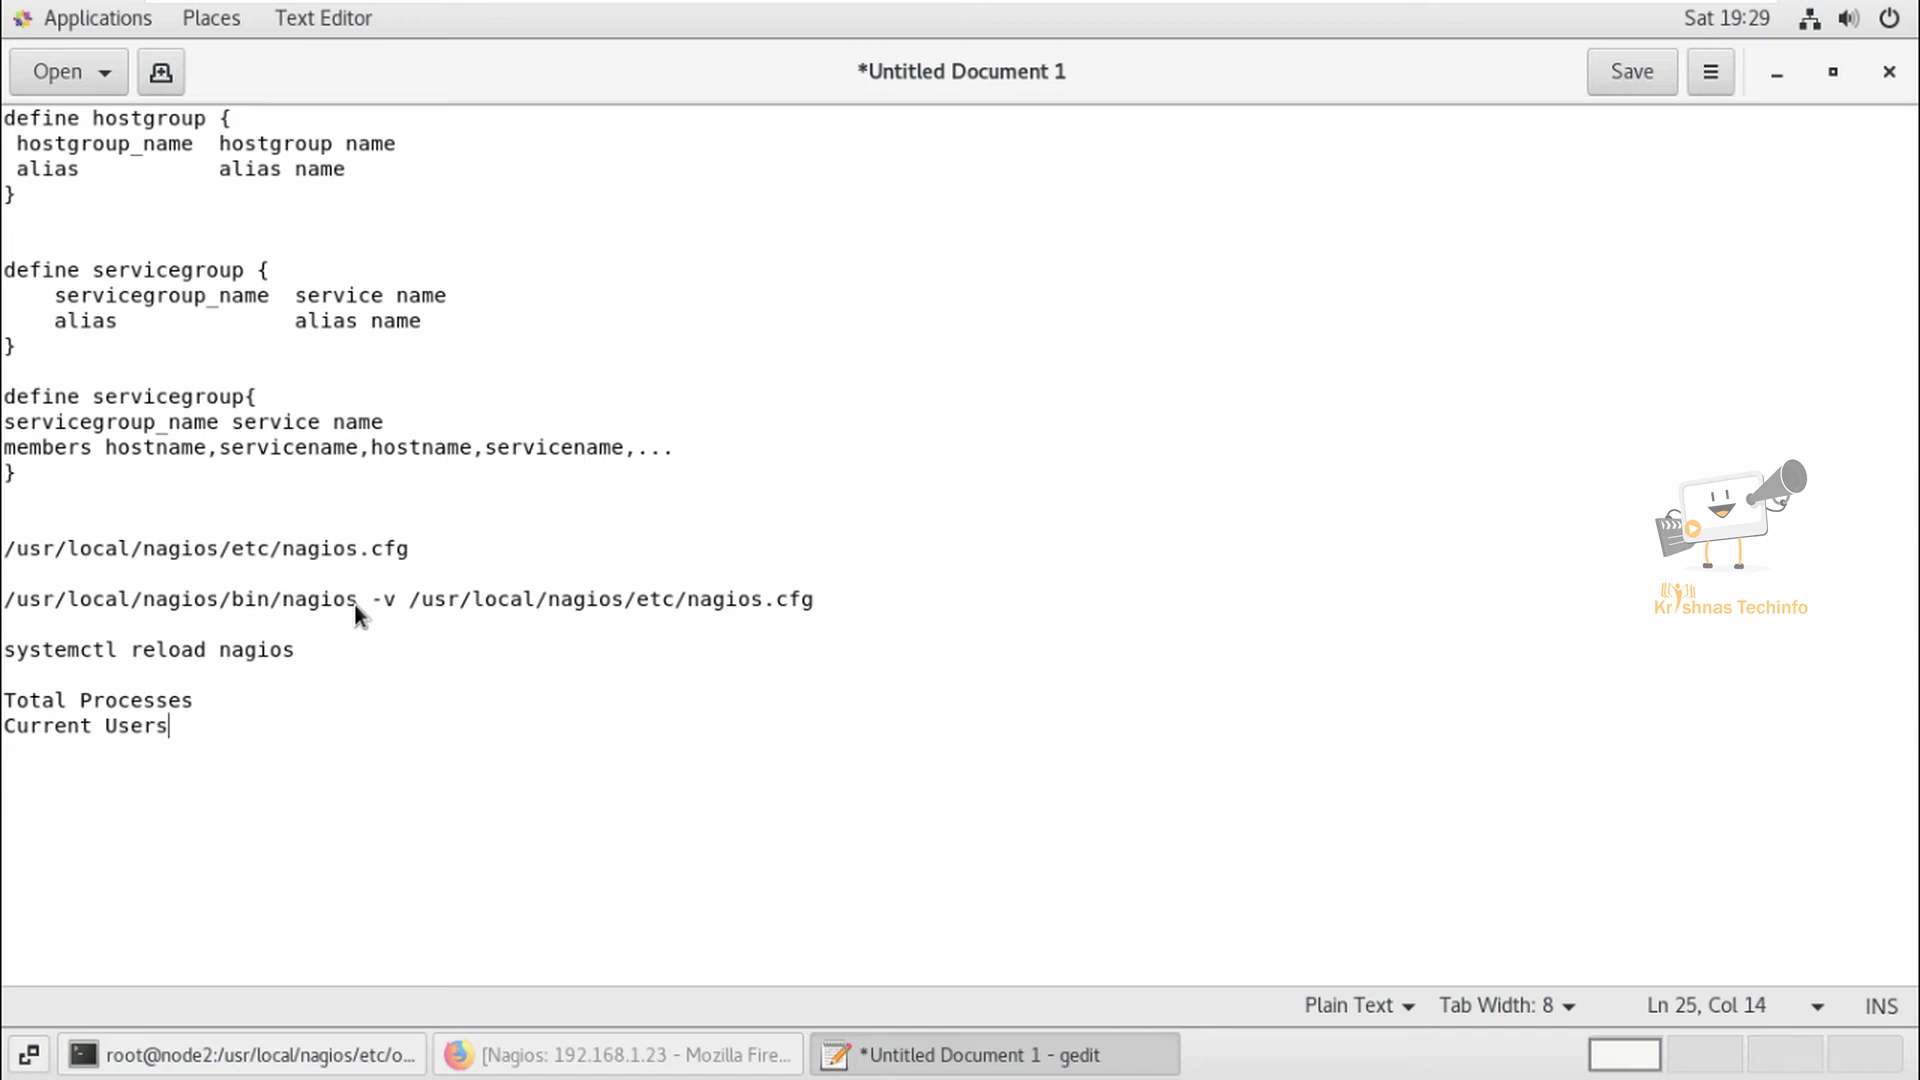 Applications Places Text Editor Sat 19:29
Open *Untitled Document 1 Save
define hostgroup {
 hostgroup_name  hostgroup name
 alias           alias name
}
define servicegroup {
    servicegroup_name  service name
    alias              alias name
}
define servicegroup{
servicegroup_name service name
members hostname,servicename,hostname,servicename,...
}
/usr/local/nagios/etc/nagios.cfg
/usr/local/nagios/bin/nagios -v /usr/local/nagios/etc/nagios.cfg
systemctl reload nagios
Total Processes
Current Users
Krishnas Techinfo
Plain Text Tab Width: 8 Ln 25, Col 14 INS
root@node2:/usr/local/nagios/etc/o... [Nagios: 192.168.1.23 - Mozilla Fire... *Untitled Document 1 - gedit